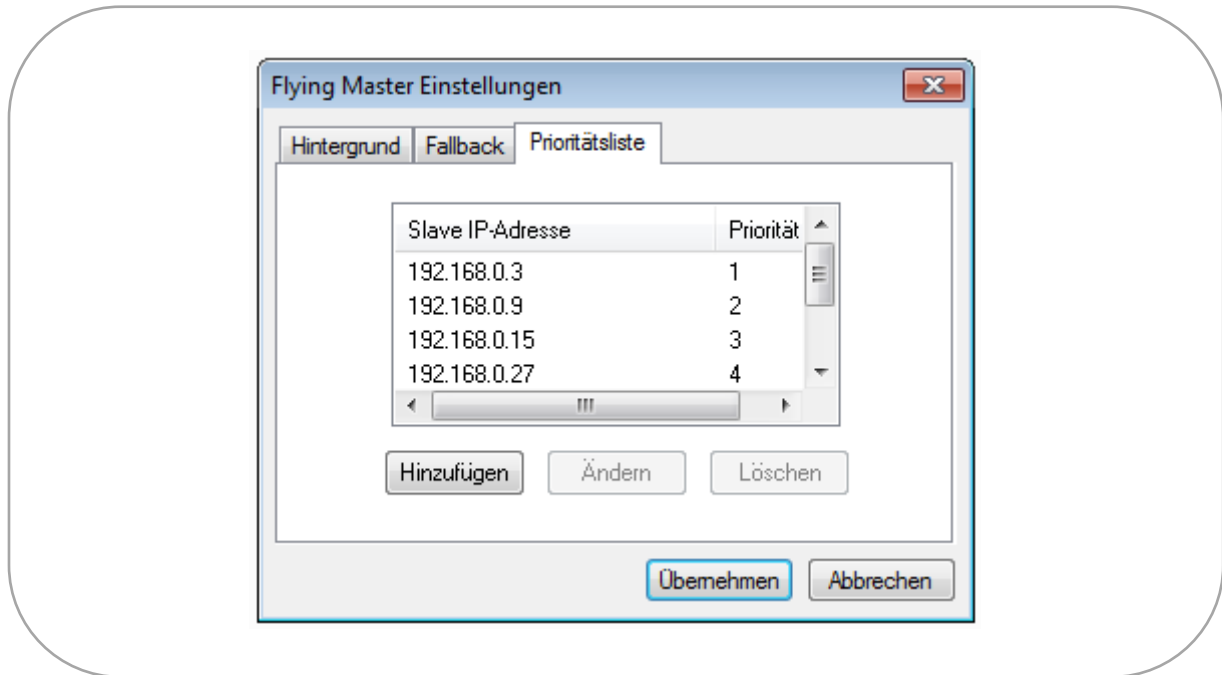 Flying Master Einstellungen
Hintergrund Fallback Prioritätsliste
Slave IP-Adresse Priorität
192.168.0.3 1
192.168.0.9 2
192.168.0.15 3
192.168.0.27 4
Hinzufügen Ändern Löschen
Übernehmen Abbrechen